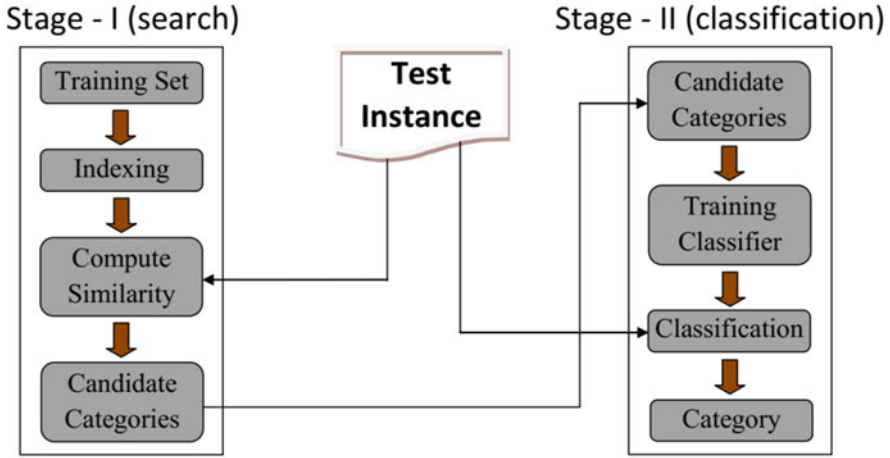 Stage - I (search)
Training Set
Indexing
Compute
Similarity
Candidate
Categories
Test
Instance
Stage - II (classification)
Candidate
Categories
Training
Classifier
Classification
Category